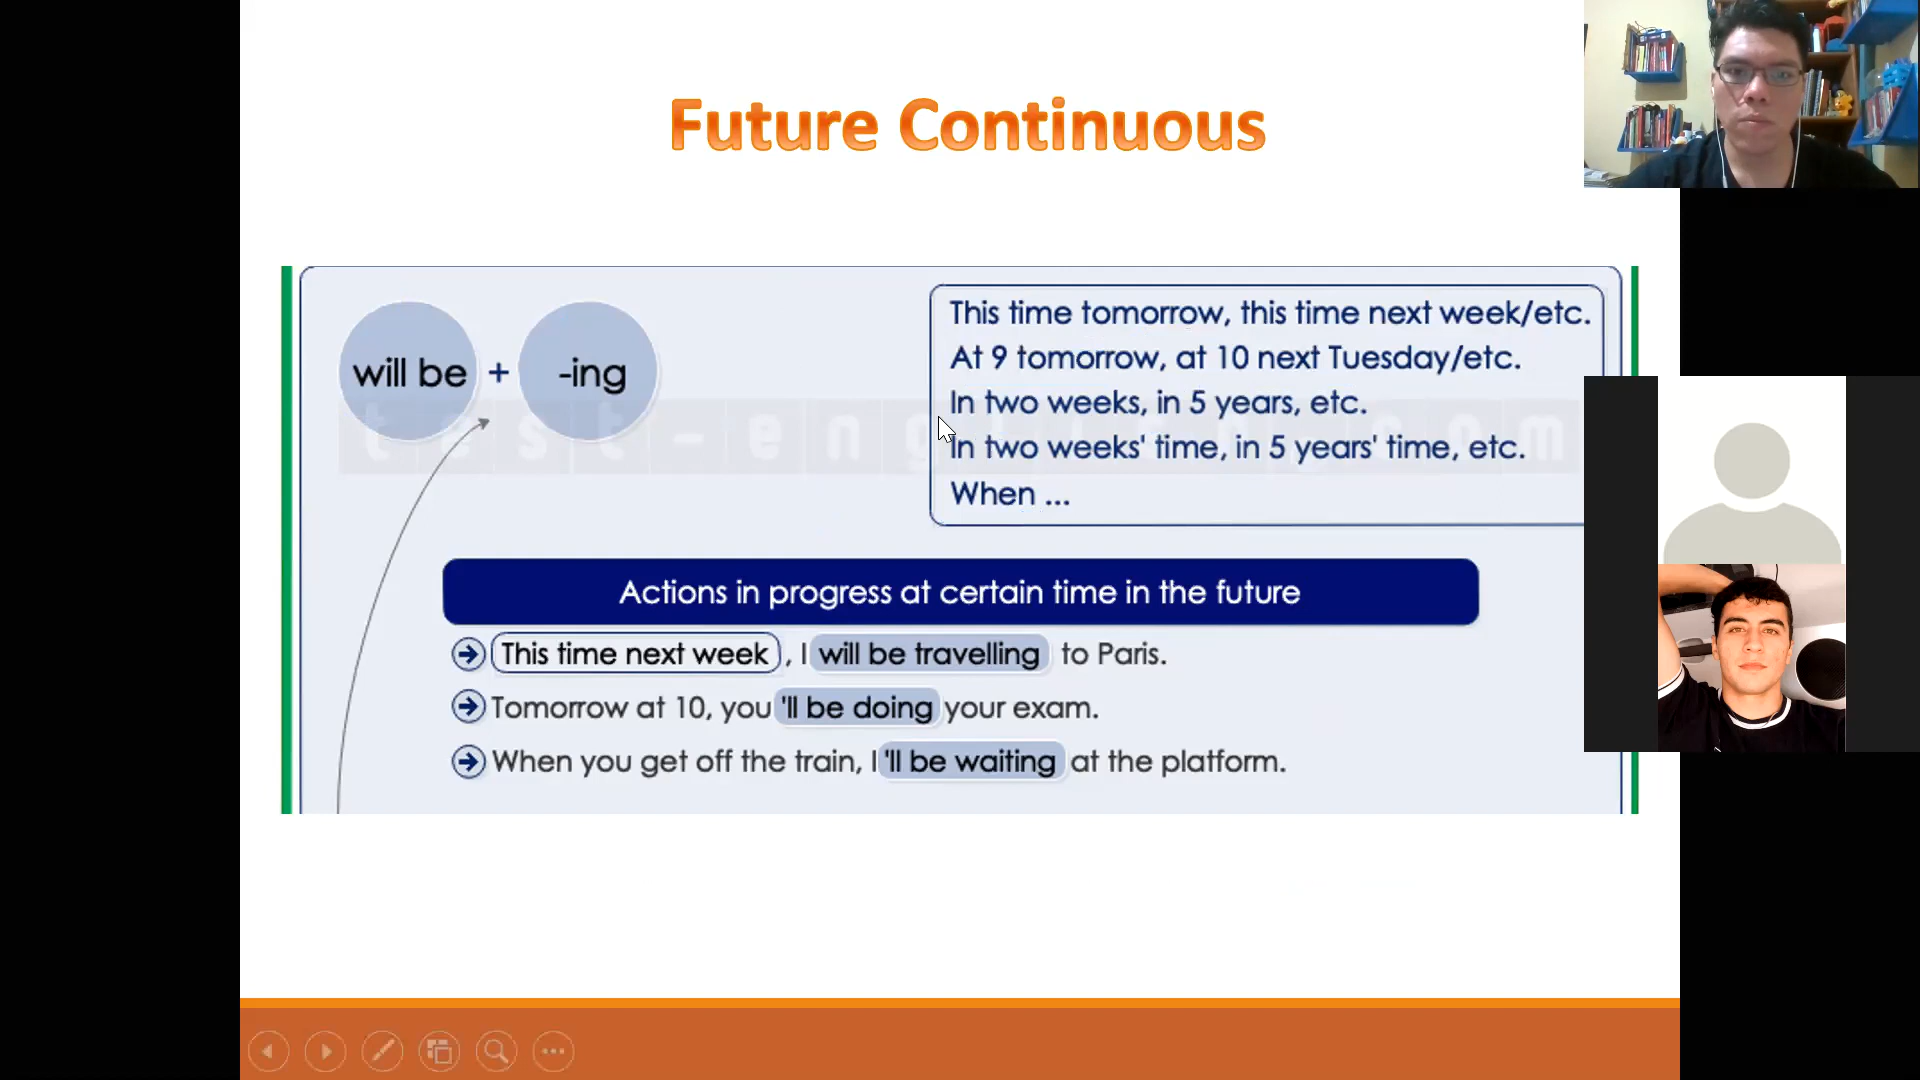 Future Continuous
will be + -ing
This time tomorrow, this time next week/etc.
At 9 tomorrow, at 10 next Tuesday/etc.
In two weeks, in 5 years, etc.
In two weeks' time, in 5 years' time, etc.
When ...
Actions in progress at certain time in the future
This time next week, I will be travelling to Paris.
Tomorrow at 10, you 'll be doing your exam.
When you get off the train, I 'll be waiting at the platform.